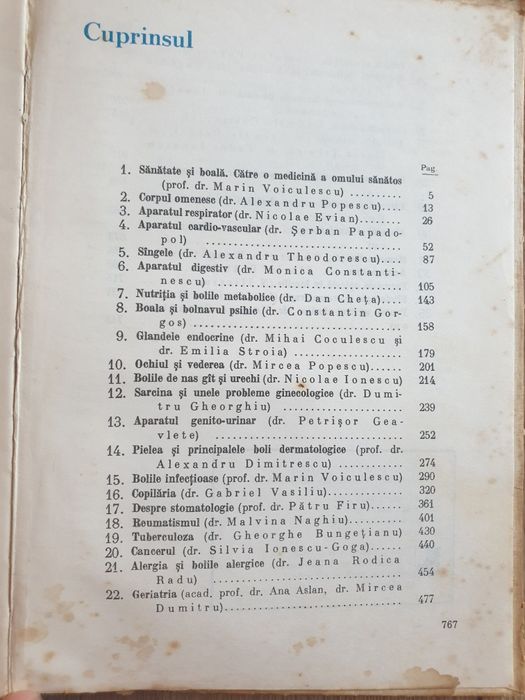 Cuprinsul
Pag
1. Sănătate și boală. Către o medicină a omului sănătos
(prof. dr. Marin Voiculescu) .......... 5
2. Corpul omenesc (dr. Alexandru Popescu).... 13
3. Aparatul respirator (dr. Nicolae Evian)........ 26
4. Aparatul cardio-vascular (dr. Șerban Papado-
pol) .............................. 52
5. Sîngele (dr. Alexandru Theodorescu)...... 87
6. Aparatul digestiv (dr. Monica Constanti-
nescu) .............................. 105
7. Nutriția și bolile metabolice (dr. Dan Cheța).... 143
8. Boala și bolnavul psihic (dr. Constantin Gor-
gos) .............................. 158
9. Glandele endocrine (dr. Mihai Coculescu și
dr. Emilia Stroia) .................. 179
10. Ochiul și vederea (dr. Mircea Popescu)...... 201
11. Bolile de nas gît și urechi (dr. Nicolae Ionescu) 214
12. Sarcina și unele probleme ginecologice (dr. Dumi-
tru Gheorghiu) .................... 239
13. Aparatul genito-urinar (dr. Petrișor Gea-
vlete) .............................. 252
14. Pielea și principalele boli dermatologice (prof. dr.
Alexandru Dimitrescu) .............. 274
15. Bolile infecțioase (prof. dr. Marin Voiculescu) 290
16. Copilăria (dr. Gabriel Vasiliu) .............. 320
17. Despre stomatologie (prof. dr. Pătru Firu) ...... 361
18. Reumatismul (dr. Malvina Naghiu) .......... 401
19. Tuberculoza (dr. Gheorghe Bungețianu) .... 430
20. Cancerul (dr. Silvia Ionescu-Goga)...... 440
21. Alergia și bolile alergice (dr. Jeana Rodica
Radu) .............................. 454
22. Geriatria (acad. prof. dr. Ana Aslan, dr. Mircea
Dumitru).......................... 477
767